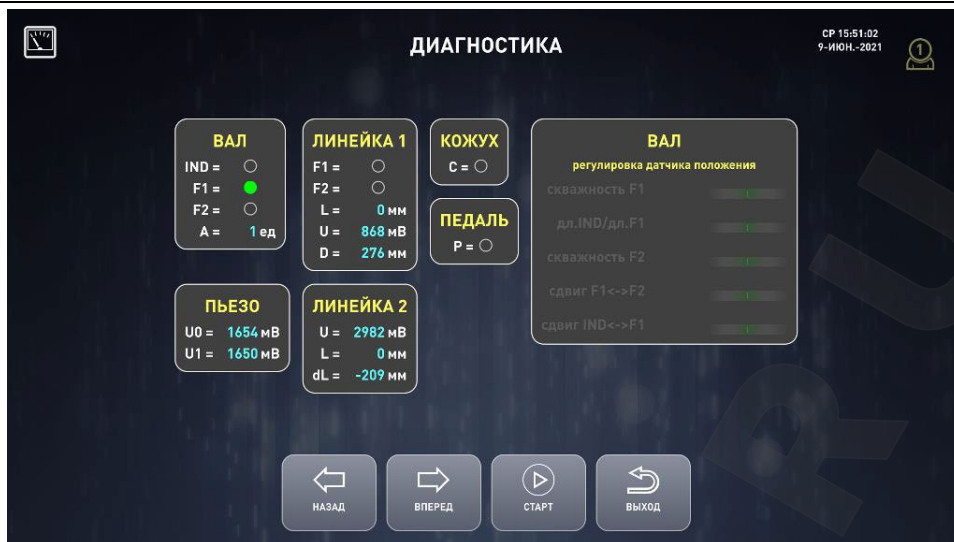 ДИАГНОСТИКА
СР 15:51:02
9-ИЮН.-2021
1
ВАЛ
IND =
F1 =
F2 =
A = 1 ед
ЛИНЕЙКА 1
F1 =
F2 =
L = 0 мм
U = 868 мВ
D = 276 мм
КОЖУХ
C =
ПЕДАЛЬ
P =
ВАЛ
регулировка датчика положения
скважность F1
дл.IND/дл.F1
скважность F2
сдвиг F1<->F2
сдвиг IND<->F1
ПЬЕЗО
U0 = 1654 мВ
U1 = 1650 мВ
ЛИНЕЙКА 2
U = 2982 мВ
L = 0 мм
dL = -209 мм
RU
НАЗАД
ВПЕРЕД
СТАРТ
ВЫХОД